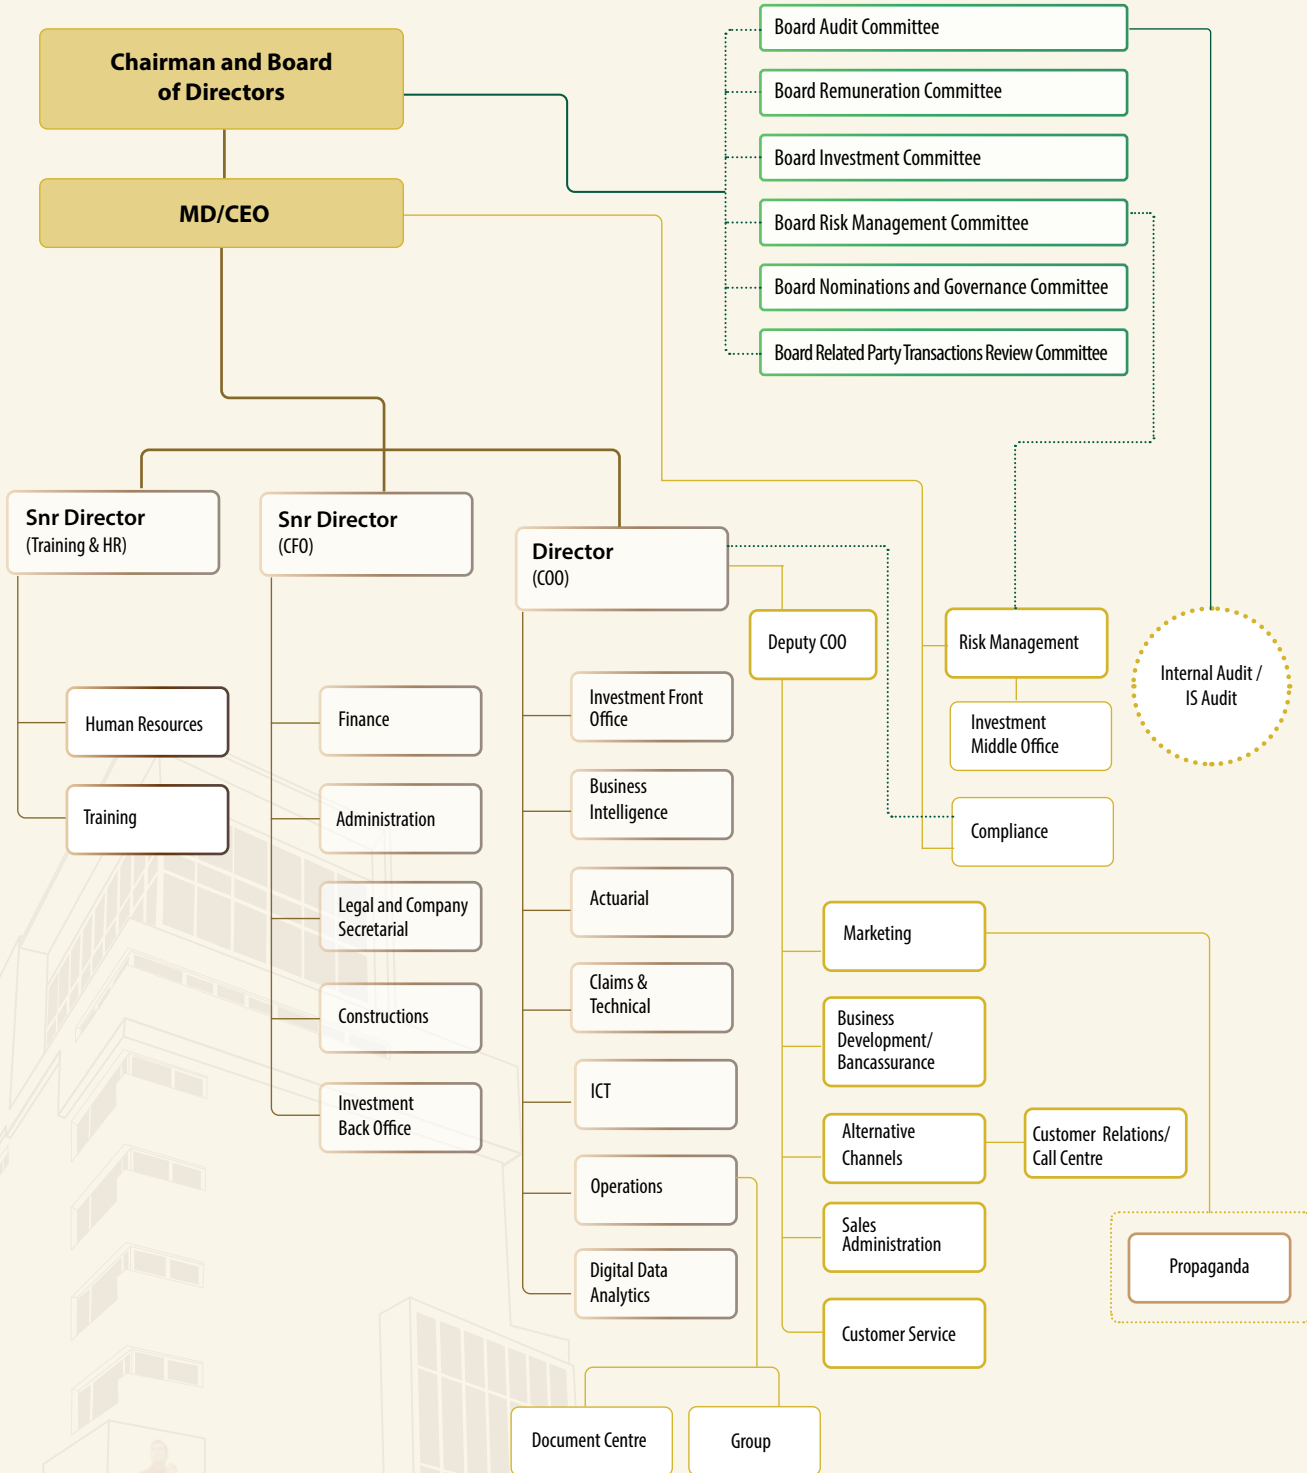 Chairman and Board
of Directors
MD/CEO
Board Audit Committee
Board Remuneration Committee
Board Investment Committee
Board Risk Management Committee
Board Nominations and Governance Committee
Board Related Party Transactions Review Committee
Snr Director
(Training & HR)
Human Resources
Training
Snr Director
(CFO)
Finance
Administration
Legal and Company
Secretarial
Constructions
Investment
Back Office
Director
(COO)
Investment Front
Office
Business
Intelligence
Actuarial
Claims &
Technical
ICT
Operations
Digital Data
Analytics
Document Centre
Group
Deputy COO
Marketing
Business
Development/
Bancassurance
Alternative
Channels
Customer Relations/
Call Centre
Sales
Administration
Customer Service
Risk Management
Investment
Middle Office
Compliance
Internal Audit /
IS Audit
Propaganda